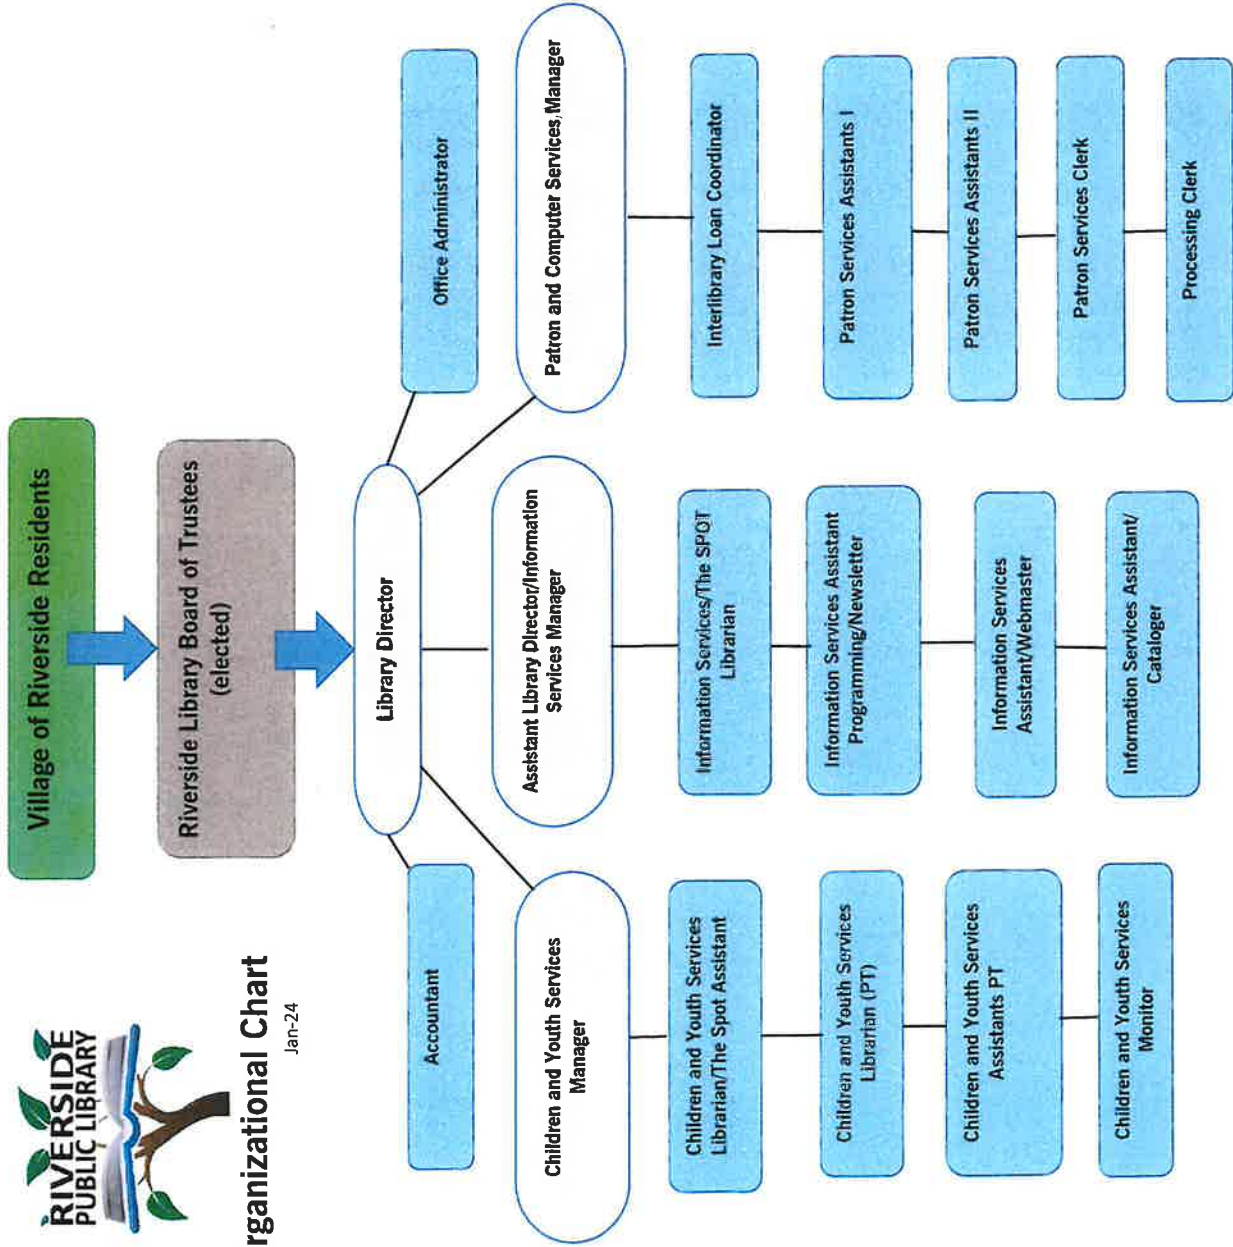 RIVERSIDE
PUBLIC LIBRARY
rganizational Chart
Jan-24
Village of Riverside Residents
Riverside Library Board of Trustees
(elected)
Library Director
Accountant
Office Administrator
Children and Youth Services
Manager
Assistant Library Director/Information
Services Manager
Patron and Computer Services Manager
Children and Youth Services
Librarian/The Spot Assistant
Children and Youth Services
Librarian (PT)
Children and Youth Services
Assistants PT
Children and Youth Services
Monitor
Information Services/The SPOT
Librarian
Information Services Assistant
Programming/Newsletter
Information Services
Assistant/Webmaster
Information Services Assistant/
Cataloger
Interlibrary Loan Coordinator
Patron Services Assistants I
Patron Services Assistants II
Patron Services Clerk
Processing Clerk